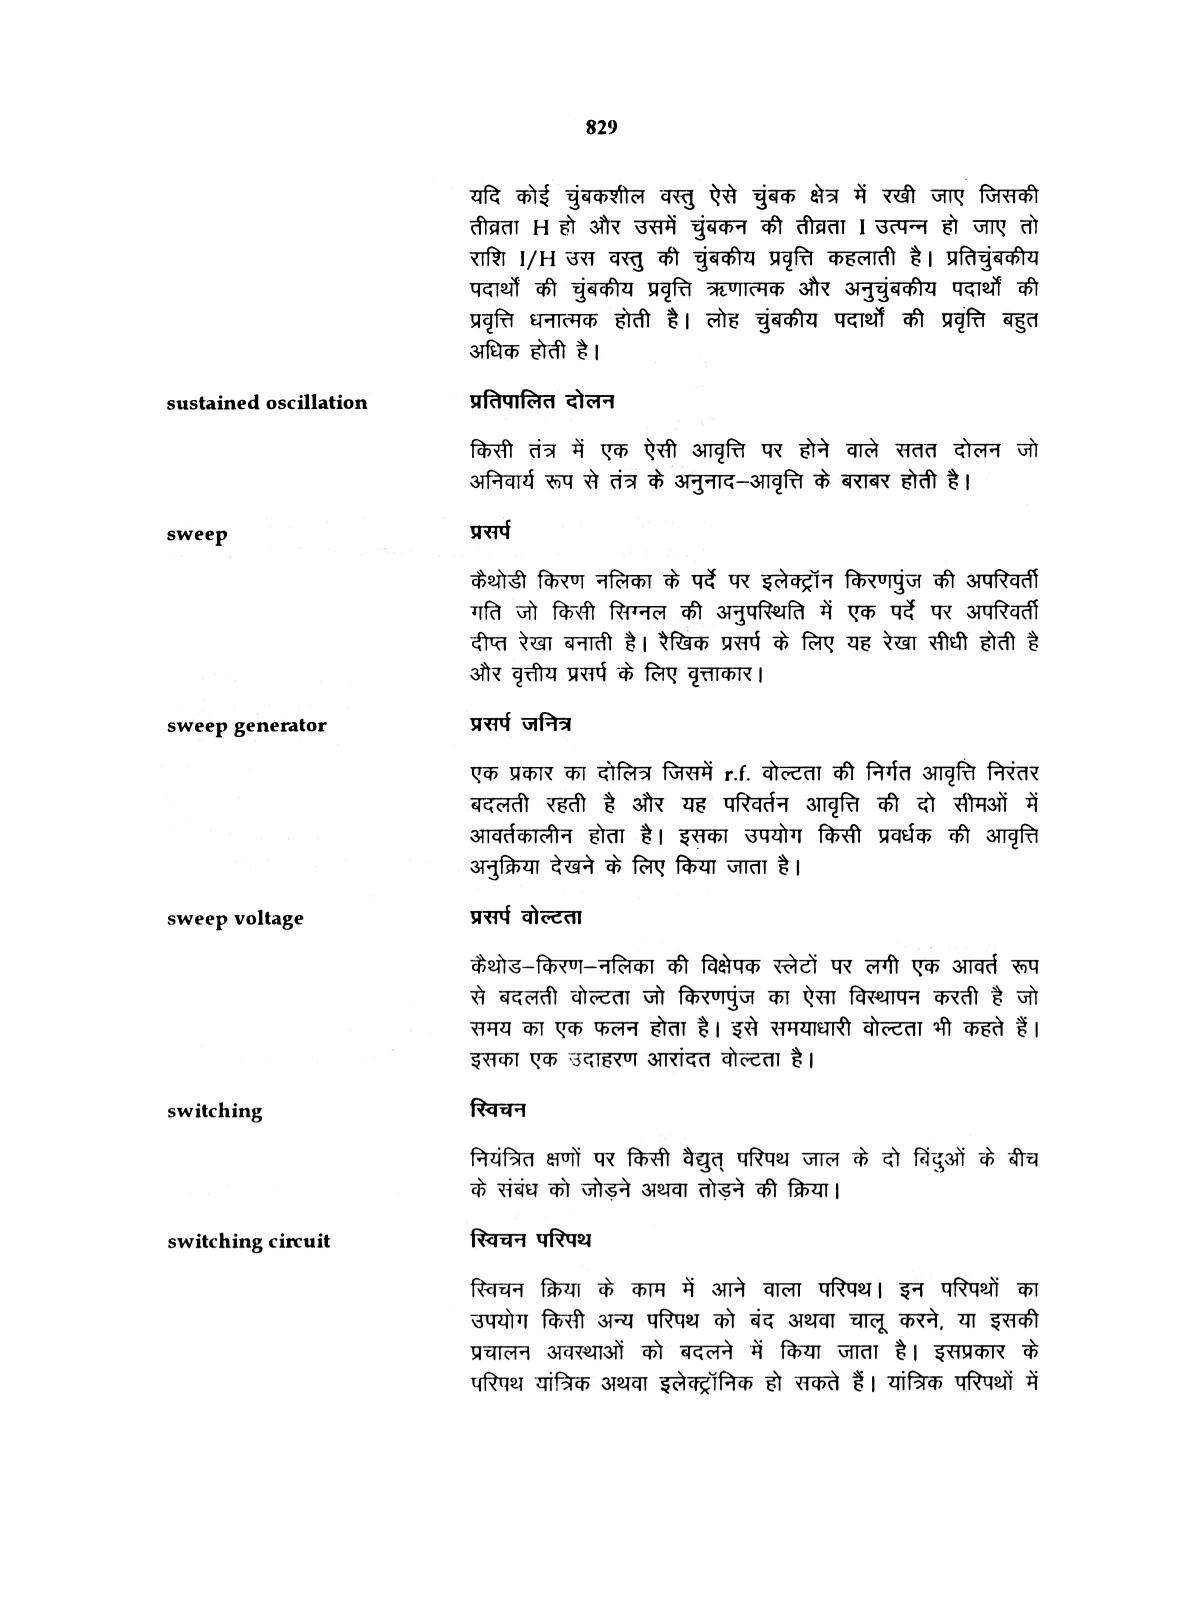 829
यदि कोई चुंबकशील वस्तु ऐसे चुंबक क्षेत्र में रखी जाए जिसकी
तीव्रता H हो और उसमें चुंबकन की तीव्रता I उत्पन्न हो जाए तो
राशि I/H उस वस्तु की चुंबकीय प्रवृत्ति कहलाती है। प्रतिचुंबकीय
पदार्थों की चुंबकीय प्रवृत्ति ऋणात्मक और अनुचुंबकीय पदार्थों की
प्रवृत्ति धनात्मक होती है। लोह चुंबकीय पदार्थों की प्रवृत्ति बहुत
अधिक होती है।
sustained oscillation प्रतिपालित दोलन
किसी तंत्र में एक ऐसी आवृत्ति पर होने वाले सतत दोलन जो
अनिवार्य रूप से तंत्र के अनुनाद–आवृत्ति के बराबर होती है।
sweep प्रसर्प
कैथोडी किरण नलिका के पर्दे पर इलेक्ट्रॉन किरणपुंज की अपरिवर्ती
गति जो किसी सिग्नल की अनुपस्थिति में एक पर्दे पर अपरिवर्ती
दीप्त रेखा बनाती है। रैखिक प्रसर्प के लिए यह रेखा सीधी होती है
और वृत्तीय प्रसर्प के लिए वृत्ताकार।
sweep generator प्रसर्प जनित्र
एक प्रकार का दोलित्र जिसमें r.f. वोल्टता की निर्गत आवृत्ति निरंतर
बदलती रहती है और यह परिवर्तन आवृत्ति की दो सीमओं में
आवर्तकालीन होता है। इसका उपयोग किसी प्रवर्धक की आवृत्ति
अनुक्रिया देखने के लिए किया जाता है।
sweep voltage प्रसर्प वोल्टता
कैथोड–किरण–नलिका की विक्षेपक स्लेटों पर लगी एक आवर्त रूप
से बदलती वोल्टता जो किरणपुंज का ऐसा विस्थापन करती है जो
समय का एक फलन होता है। इसे समयाधारी वोल्टता भी कहते हैं।
इसका एक उदाहरण आरांदत वोल्टता है।
switching स्विचन
नियंत्रित क्षणों पर किसी वैद्युत् परिपथ जाल के दो बिंदुओं के बीच
के संबंध को जोड़ने अथवा तोड़ने की क्रिया।
switching circuit स्विचन परिपथ
स्विचन क्रिया के काम में आने वाला परिपथ। इन परिपथों का
उपयोग किसी अन्य परिपथ को बंद अथवा चालू करने, या इसकी
प्रचालन अवस्थाओं को बदलने में किया जाता है। इसप्रकार के
परिपथ यांत्रिक अथवा इलेक्ट्रॉनिक हो सकते हैं। यांत्रिक परिपथों में